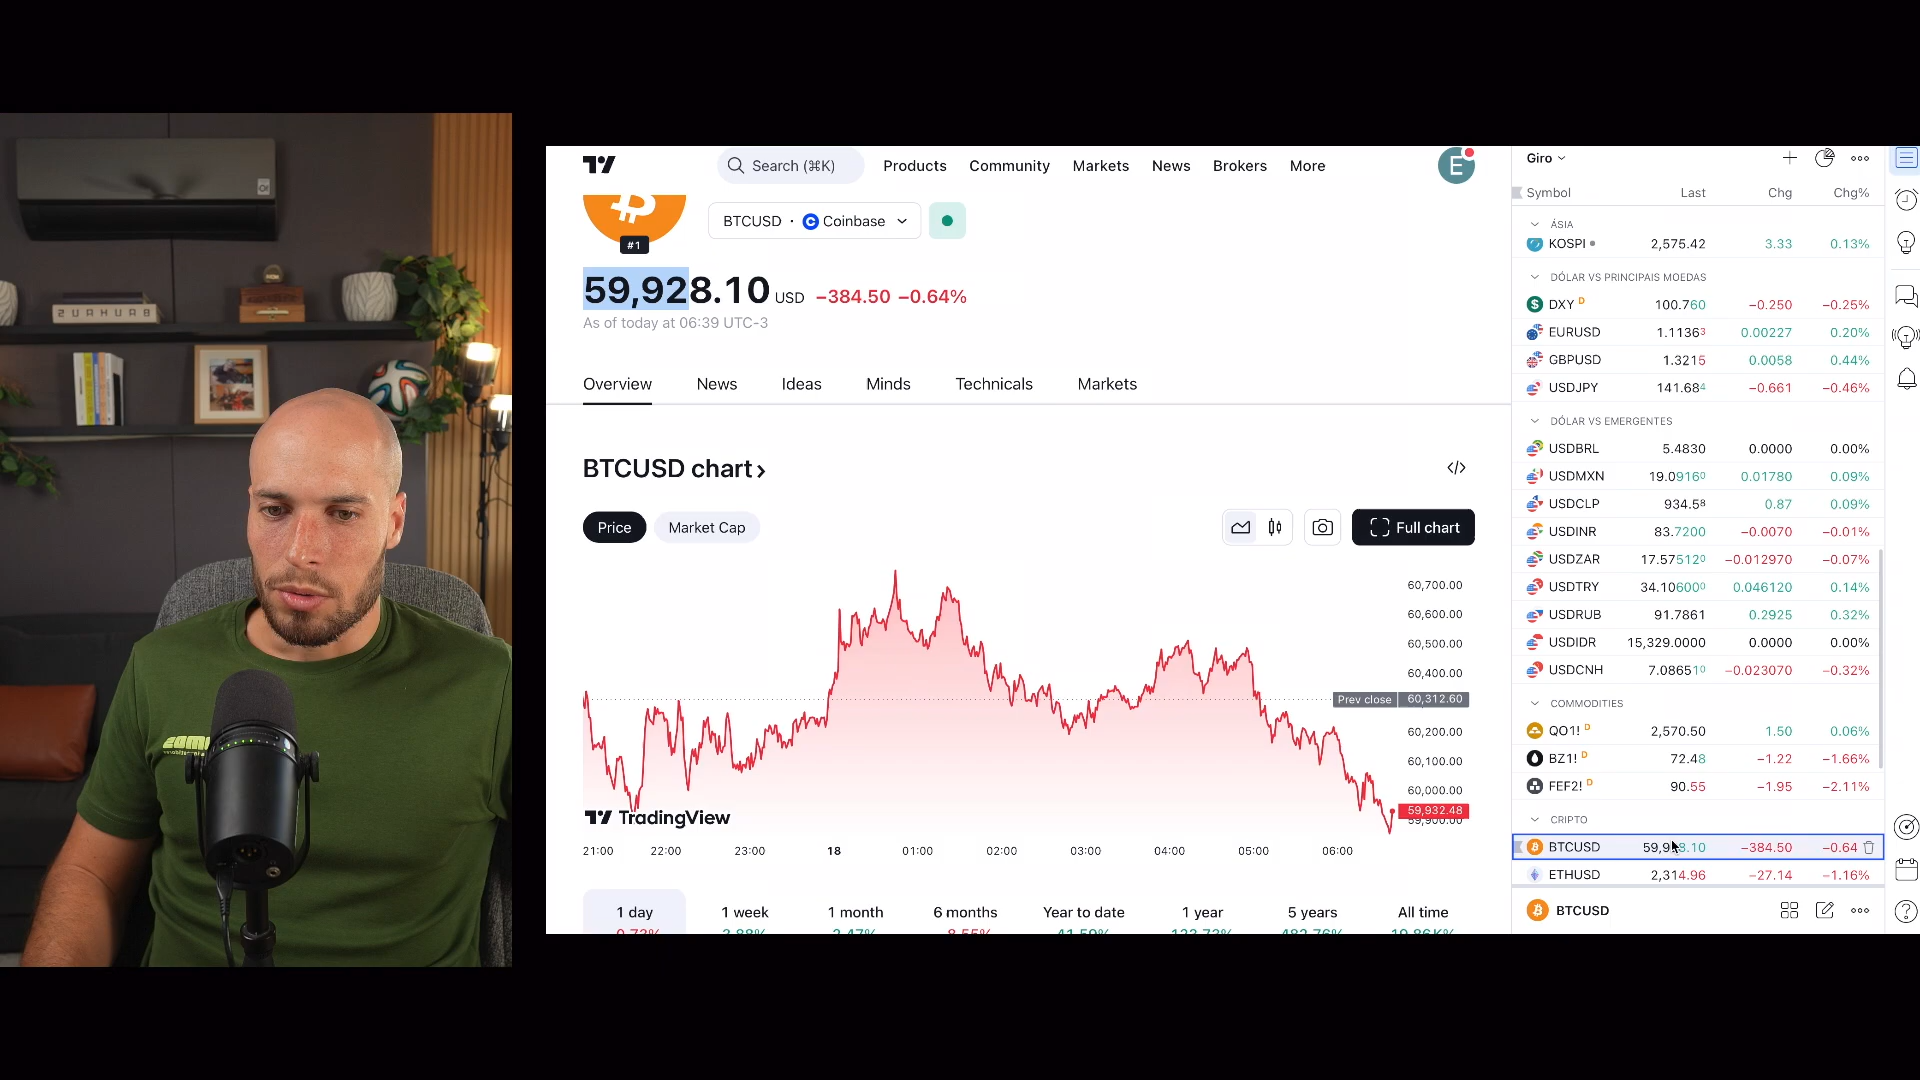 Search (⌘K)
Products
Community
Markets
News
Brokers
More
E
#1
BTCUSD · Coinbase
59,928.10 USD −384.50 −0.64%
As of today at 06:39 UTC-3
Overview
News
Ideas
Minds
Technicals
Markets
BTCUSD chart ›
Price
Market Cap
Full chart
60,700.00
60,600.00
60,500.00
60,400.00
Prev close 60,312.60
60,200.00
60,100.00
60,000.00
59,932.48
59,900.00
TradingView
21:00
22:00
23:00
18
01:00
02:00
03:00
04:00
05:00
06:00
1 day
1 week
1 month
6 months
Year to date
1 year
5 years
All time
Giro
Symbol Last Chg Chg%
ÁSIA
KOSPI 2,575.42 3.33 0.13%
DÓLAR VS PRINCIPAIS MOEDAS
DXY D 100.760 −0.250 −0.25%
EURUSD 1.11363 0.00227 0.20%
GBPUSD 1.3215 0.0058 0.44%
USDJPY 141.684 −0.661 −0.46%
DÓLAR VS EMERGENTES
USDBRL 5.4830 0.0000 0.00%
USDMXN 19.09160 0.01780 0.09%
USDCLP 934.58 0.87 0.09%
USDINR 83.7200 −0.0070 −0.01%
USDZAR 17.575120 −0.012970 −0.07%
USDTRY 34.106000 0.046120 0.14%
USDRUB 91.7861 0.2925 0.32%
USDIDR 15,329.0000 0.0000 0.00%
USDCNH 7.086510 −0.023070 −0.32%
COMMODITIES
QO1! D 2,570.50 1.50 0.06%
BZ1! D 72.48 −1.22 −1.66%
FEF2! D 90.55 −1.95 −2.11%
CRIPTO
BTCUSD −384.50 −0.64
ETHUSD 2,314.96 −27.14 −1.16%
BTCUSD